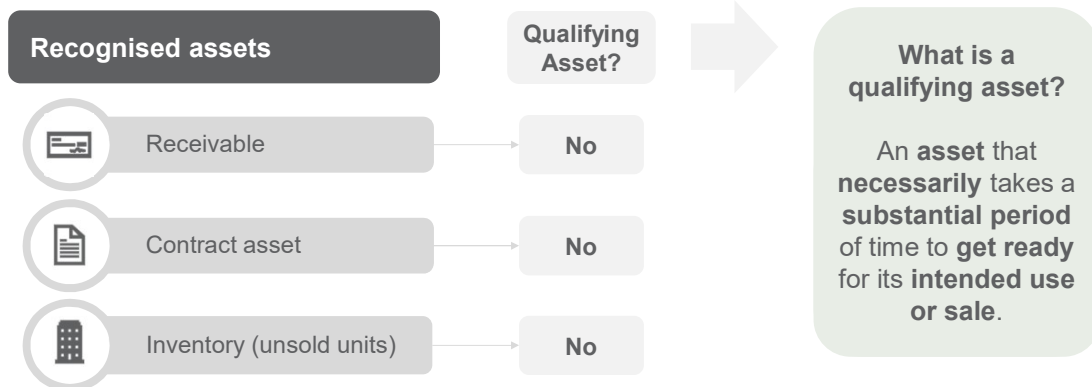 Recognised assets
Qualifying
Asset?
Receivable
No
Contract asset
No
Inventory (unsold units)
No
What is a
qualifying asset?
An asset that
necessarily takes a
substantial period
of time to get ready
for its intended use
or sale.